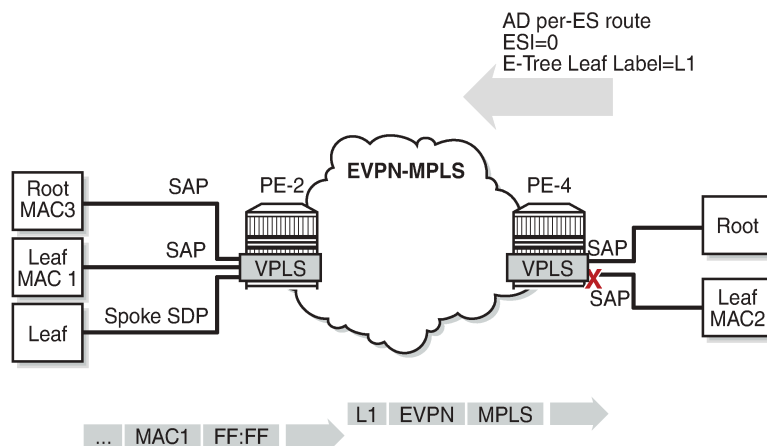 AD per-ES route
ESI=0
E-Tree Leaf Label=L1
EVPN-MPLS
Root
MAC3
SAP
PE-2
PE-4
Leaf
MAC 1
SAP
VPLS
VPLS
SAP
Root
Leaf
Spoke SDP
SAP
Leaf
MAC2
L1 EVPN MPLS
... MAC1 FF:FF